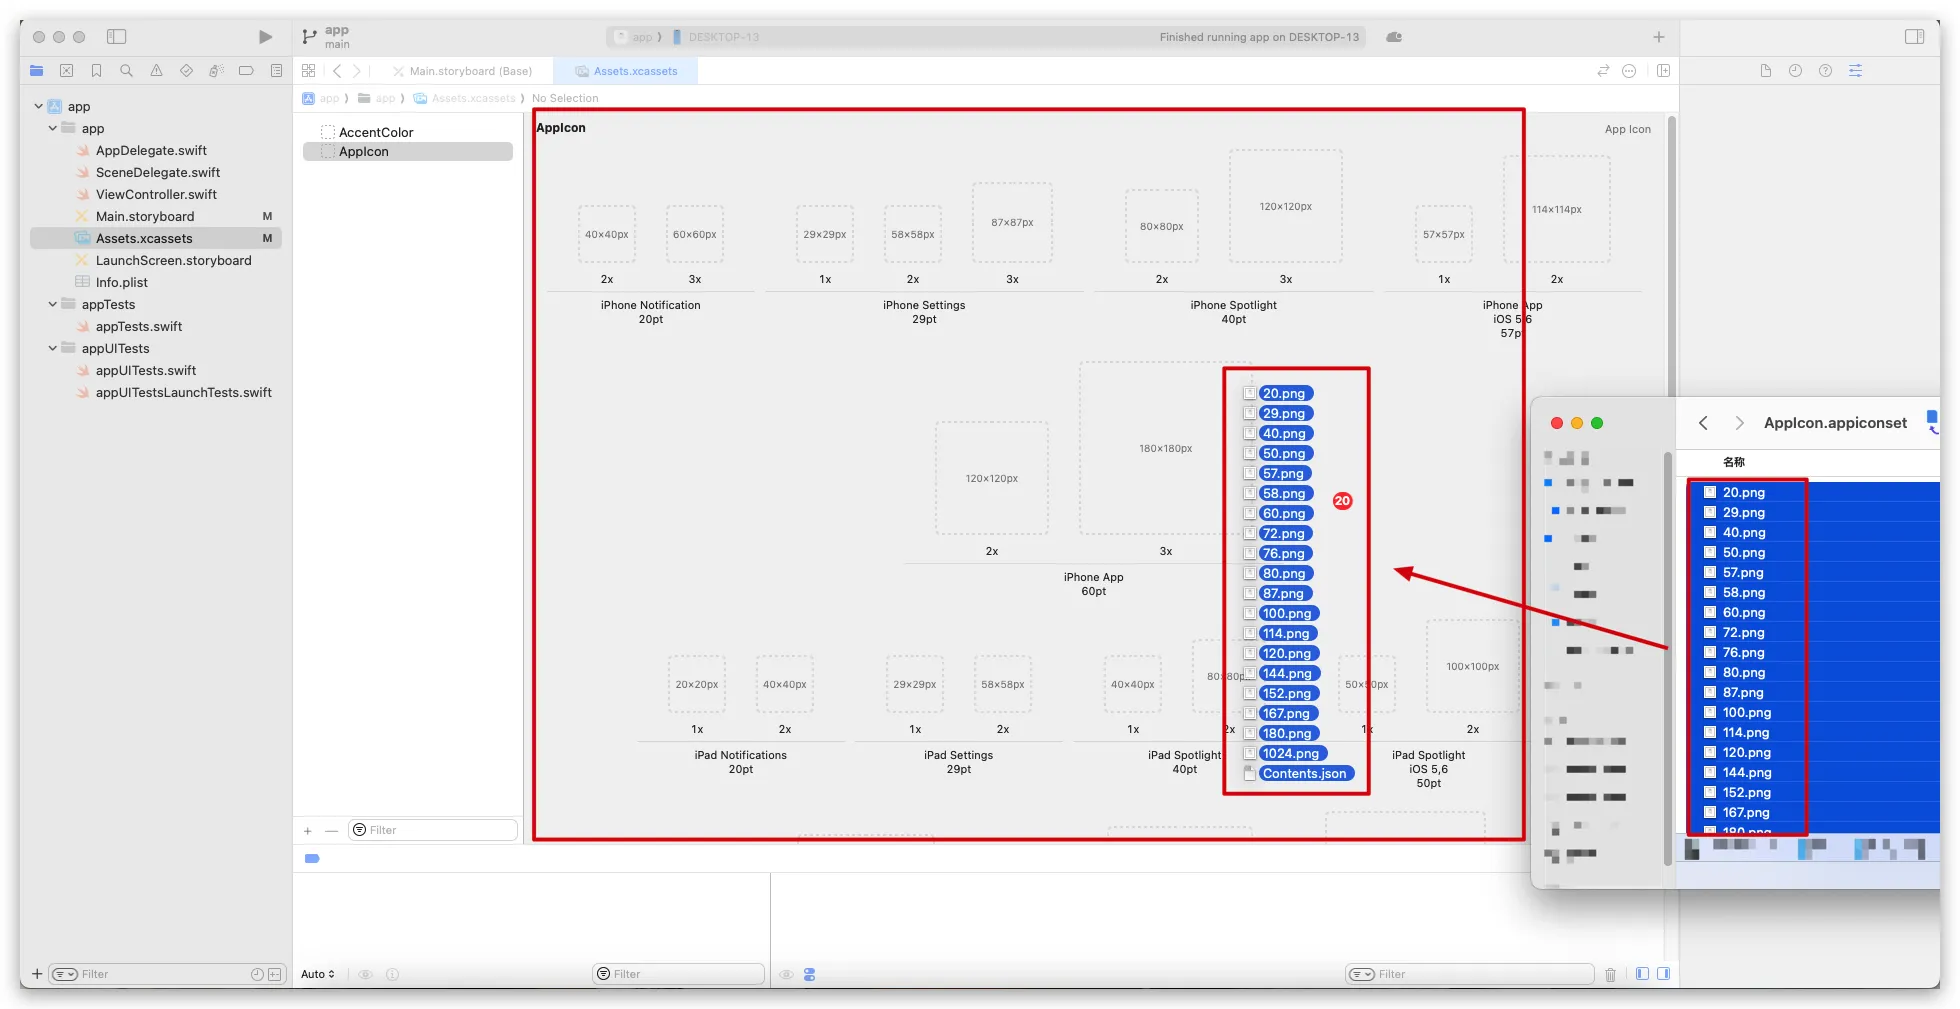 app
main
app
DESKTOP-13
Finished running app on DESKTOP-13
Main.storyboard (Base)
Assets.xcassets
app
app
Assets.xcassets
No Selection
app
app
AppDelegate.swift
SceneDelegate.swift
ViewController.swift
Main.storyboard M
Assets.xcassets M
LaunchScreen.storyboard
Info.plist
appTests
appTests.swift
appUITests
appUITests.swift
appUITestsLaunchTests.swift
Filter
AccentColor
AppIcon
Filter
AppIcon
App Icon
40×40px
60×60px
29×29px
58×58px
87×87px
80×80px
120×120px
57×57px
114×114px
2x
3x
1x
2x
3x
2x
3x
1x
2x
iPhone Notification
20pt
iPhone Settings
29pt
iPhone Spotlight
40pt
iPhone App
iOS 5,6
57pt
120×120px
180×180px
2x
3x
iPhone App
60pt
20×20px
40×40px
29×29px
58×58px
40×40px
80×80px
50×50px
100×100px
1x
2x
1x
2x
1x
2x
1x
2x
iPad Notifications
20pt
iPad Settings
29pt
iPad Spotlight
40pt
iPad Spotlight
iOS 5,6
50pt
20.png
29.png
40.png
50.png
57.png
58.png
60.png
72.png
76.png
80.png
87.png
100.png
114.png
120.png
144.png
152.png
167.png
180.png
1024.png
Contents.json
20
AppIcon.appiconset
名称
20.png
29.png
40.png
50.png
57.png
58.png
60.png
72.png
76.png
80.png
87.png
100.png
114.png
120.png
144.png
152.png
167.png
180.png
Auto
Filter
Filter